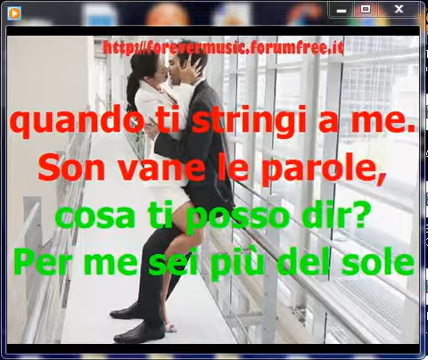 http://forevermusic.forumfree.it
quando ti stringi a me.
Son vane le parole,
cosa ti posso dir?
Per me sei più del sole